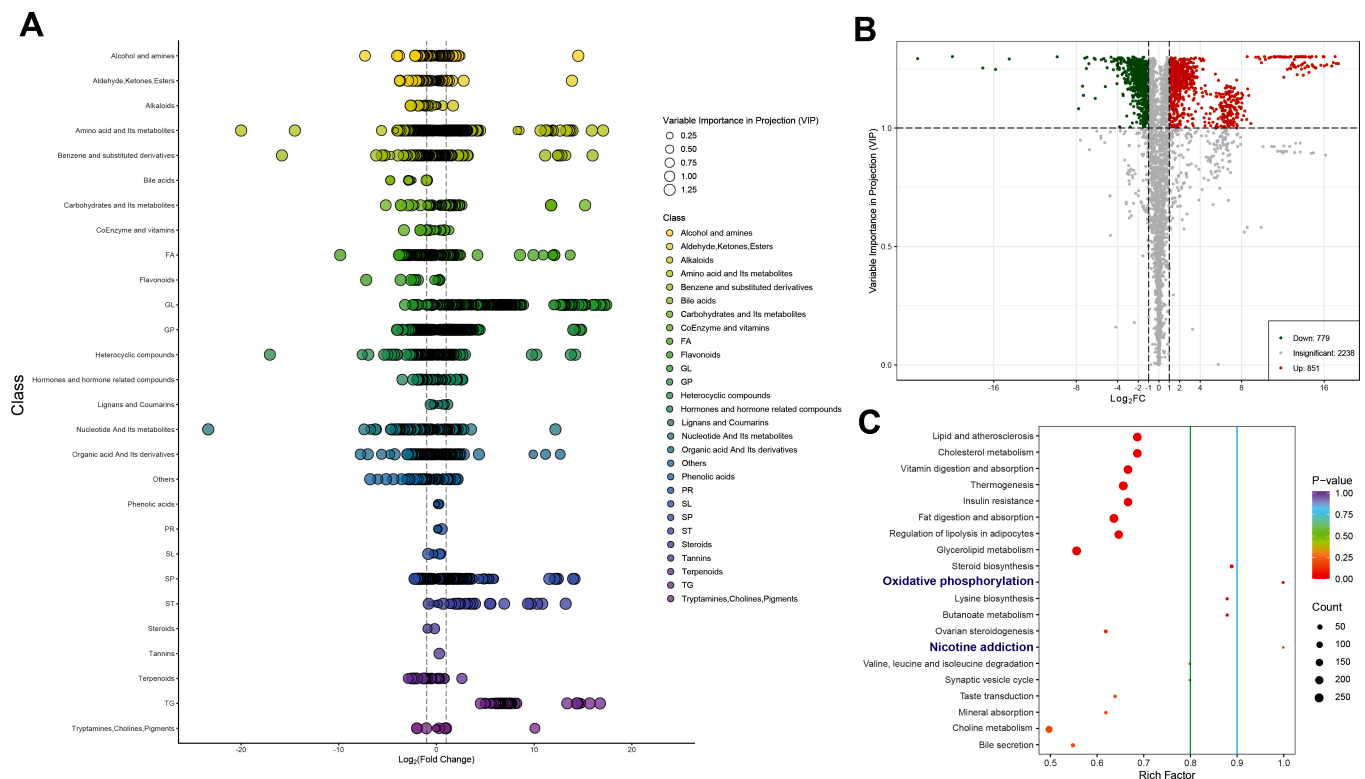 A
Class
Alcohol and amines
Aldehyde,Ketones,Esters
Alkaloids
Amino acid and Its metabolites
Benzene and substituted derivatives
Bile acids
Carbohydrates and Its metabolites
CoEnzyme and vitamins
FA
Flavonoids
GL
GP
Heterocyclic compounds
Hormones and hormone related compounds
Lignans and Coumarins
Nucleotide And Its metabolites
Organic acid And Its derivatives
Others
Phenolic acids
PR
SL
SP
ST
Steroids
Tannins
Terpenoids
TG
Tryptamines,Cholines,Pigments
-20 -10 0 10 20
Log2(Fold Change)
Variable Importance in Projection (VIP)
0.25
0.50
0.75
1.00
1.25
Class
Alcohol and amines
Aldehyde,Ketones,Esters
Alkaloids
Amino acid and Its metabolites
Benzene and substituted derivatives
Bile acids
Carbohydrates and Its metabolites
CoEnzyme and vitamins
FA
Flavonoids
GL
GP
Heterocyclic compounds
Hormones and hormone related compounds
Lignans and Coumarins
Nucleotide And Its metabolites
Organic acid And Its derivatives
Others
Phenolic acids
PR
SL
SP
ST
Steroids
Tannins
Terpenoids
TG
Tryptamines,Cholines,Pigments
B
Variable Importance in Projection (VIP)
1.0
0.5
0.0
Down: 779
Insignificant: 2238
Up: 851
-16 -8 -4 -2 -1 0 1 2 4 8 16
Log2FC
C
Lipid and atherosclerosis
Cholesterol metabolism
Vitamin digestion and absorption
Thermogenesis
Insulin resistance
Fat digestion and absorption
Regulation of lipolysis in adipocytes
Glycerolipid metabolism
Steroid biosynthesis
Oxidative phosphorylation
Lysine biosynthesis
Butanoate metabolism
Ovarian steroidogenesis
Nicotine addiction
Valine, leucine and isoleucine degradation
Synaptic vesicle cycle
Taste transduction
Mineral absorption
Choline metabolism
Bile secretion
0.5 0.6 0.7 0.8 0.9 1.0
Rich Factor
P-value
1.00
0.75
0.50
0.25
0.00
Count
50
100
150
200
250